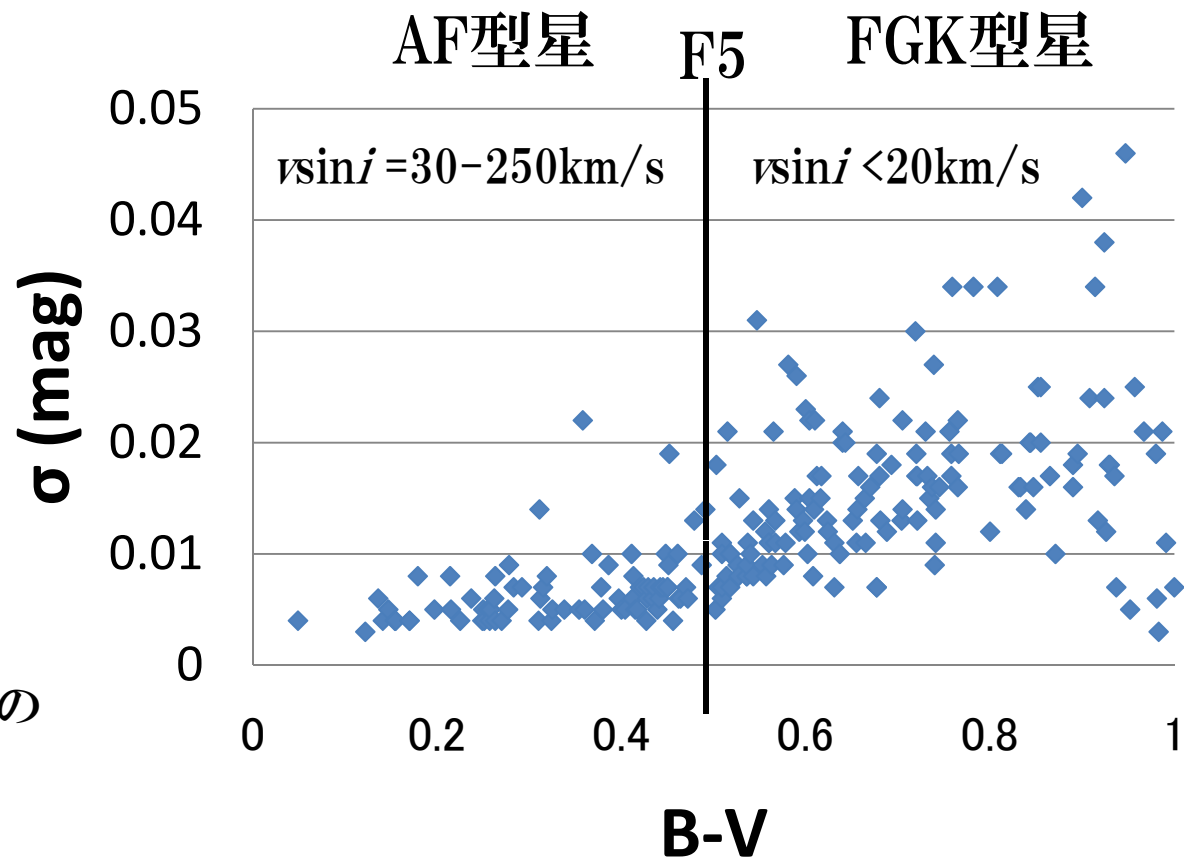 AF型星
F5
FGK型星
vsini =30-250km/s
vsini <20km/s
0.05
0.04
0.03
0.02
0.01
0
σ (mag)
の
0
0.2
0.4
0.6
0.8
1
B-V